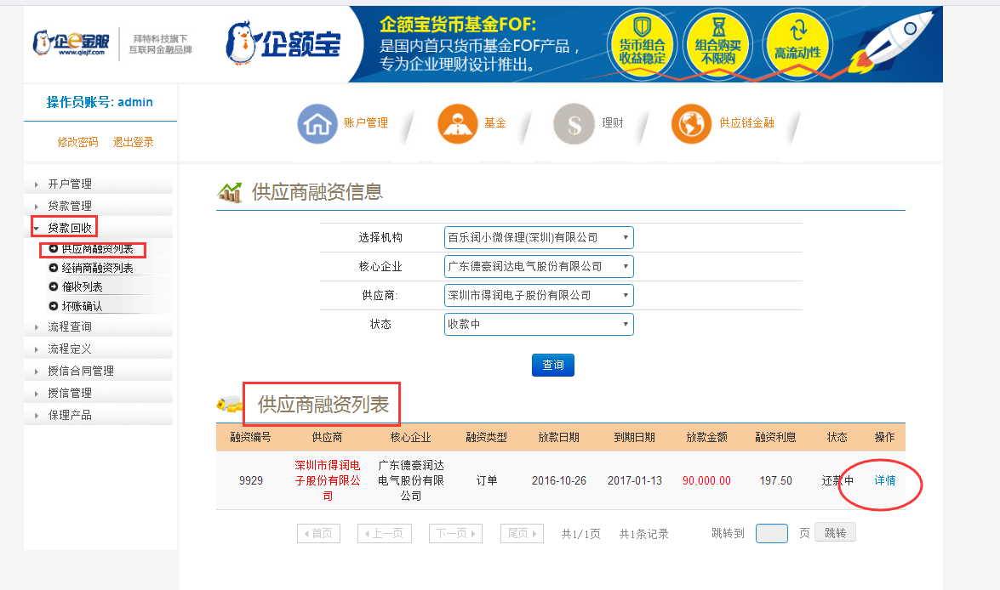 企e金服
www.qiejf.com
拜特科技旗下
互联网金融品牌
企额宝
企额宝货币基金FOF:
是国内首只货币基金FOF产品，
专为企业理财设计推出。
货币组合
收益稳定
组合购买
不限购
高流动性
操作员账号: admin
修改密码 退出登录
账户管理
基金
$
理财
供应链金融
开户管理
贷款管理
贷款回收
供应商融资列表
经销商融资列表
催收列表
坏账确认
流程查询
流程定义
授信合同管理
授信管理
保理产品
供应商融资信息
选择机构 百乐润小微保理(深圳)有限公司
核心企业 广东德豪润达电气股份有限公司
供应商: 深圳市得润电子股份有限公司
状态 收款中
查询
供应商融资列表
融资编号 供应商 核心企业 融资类型 放款日期 到期日期 放款金额 融资利息 状态 操作
9929 深圳市得润电子股份有限公司 广东德豪润达电气股份有限公司 订单 2016-10-26 2017-01-13 90,000.00 197.50 还款中 详情
首页 上一页 下一页 尾页 共1/1页 共1条记录 跳转到 页 跳转